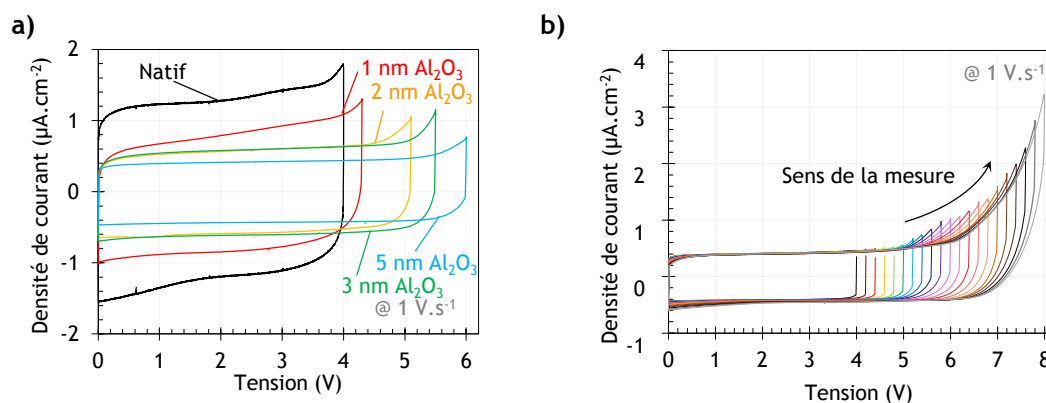 a)
Densité de courant (µA.cm⁻²)
2
1
0
-1
-2
Natif
1 nm Al₂O₃
2 nm Al₂O₃
5 nm Al₂O₃
3 nm Al₂O₃
@ 1 V.s⁻¹
0 1 2 3 4 5 6
Tension (V)
b)
Densité de courant (µA.cm⁻²)
4
3
2
1
0
-1
@ 1 V.s⁻¹
Sens de la mesure
0 1 2 3 4 5 6 7 8
Tension (V)